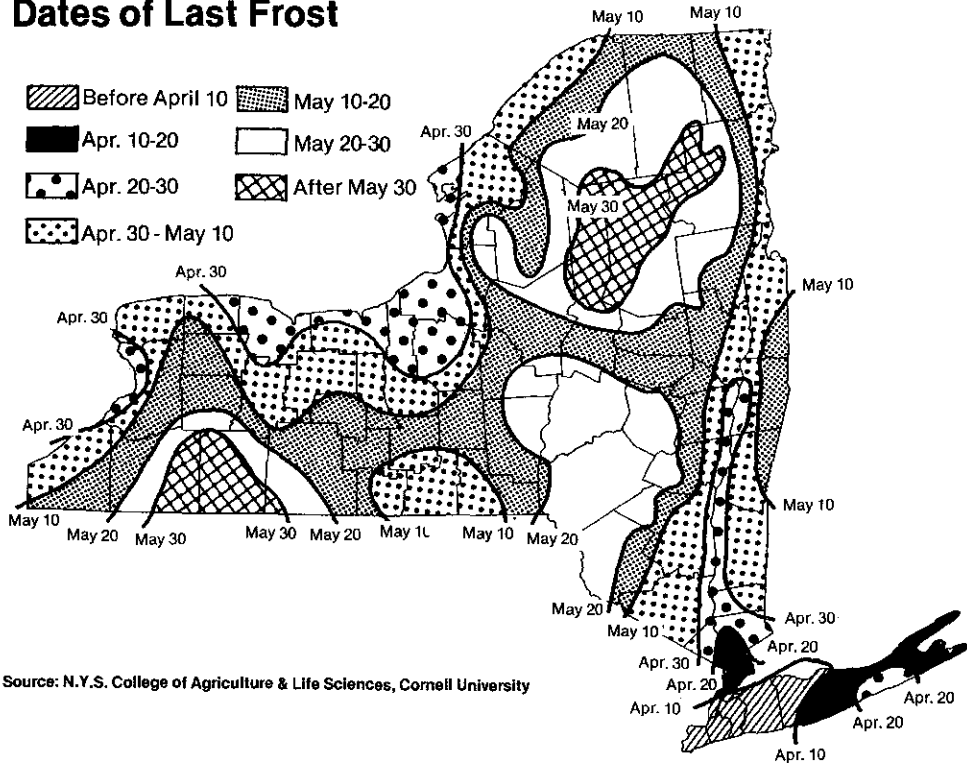 Dates of Last Frost
Before April 10
May 10-20
Apr. 10-20
May 20-30
Apr. 20-30
After May 30
Apr. 30 - May 10
May 10
May 10
Apr. 30
May 20
May 30
Apr. 30
Apr. 30
May 10
Apr. 30
May 10
May 10
May 20
May 30
May 30
May 20
May 10
May 10
May 20
May 20
May 10
Apr. 30
Apr. 20
Apr. 30
Apr. 20
Apr. 10
Apr. 20
Apr. 20
Apr. 10
Source: N.Y.S. College of Agriculture & Life Sciences, Cornell University